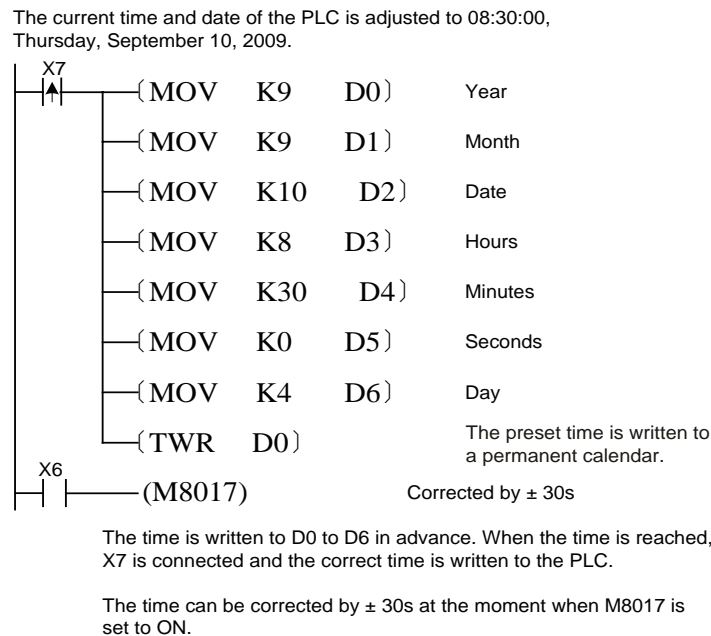 The current time and date of the PLC is adjusted to 08:30:00,
Thursday, September 10, 2009.
X7
〔MOV K9 D0〕 Year
〔MOV K9 D1〕 Month
〔MOV K10 D2〕 Date
〔MOV K8 D3〕 Hours
〔MOV K30 D4〕 Minutes
〔MOV K0 D5〕 Seconds
〔MOV K4 D6〕 Day
〔TWR D0〕 The preset time is written to
a permanent calendar.
X6
(M8017) Corrected by ± 30s
The time is written to D0 to D6 in advance. When the time is reached,
X7 is connected and the correct time is written to the PLC.
The time can be corrected by ± 30s at the moment when M8017 is
set to ON.